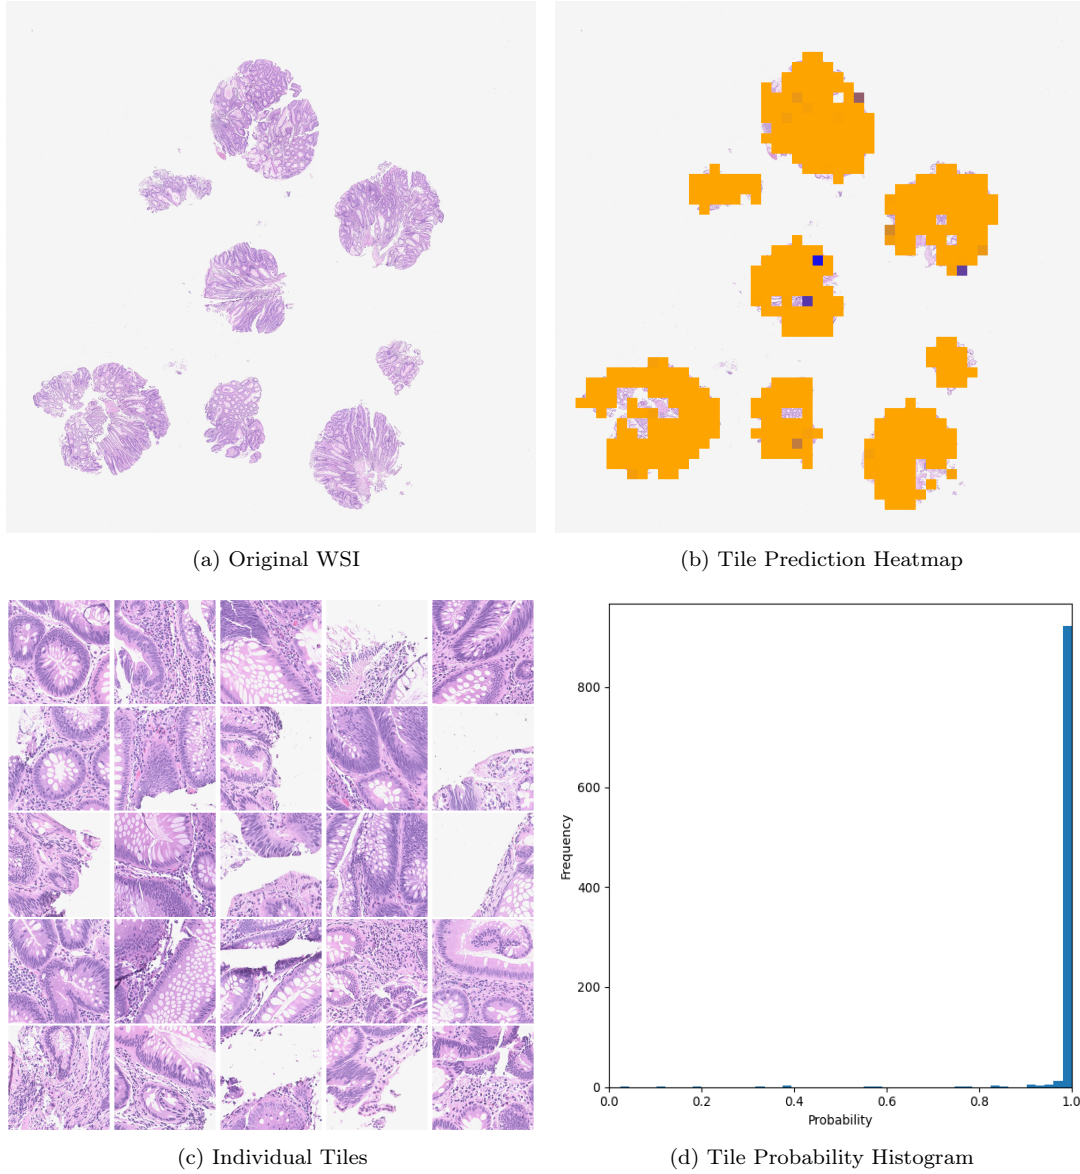 (a) Original WSI
(b) Tile Prediction Heatmap
800
600
400
200
0
Frequency
0.0 0.2 0.4 0.6 0.8 1.0
Probability
(c) Individual Tiles
(d) Tile Probability Histogram